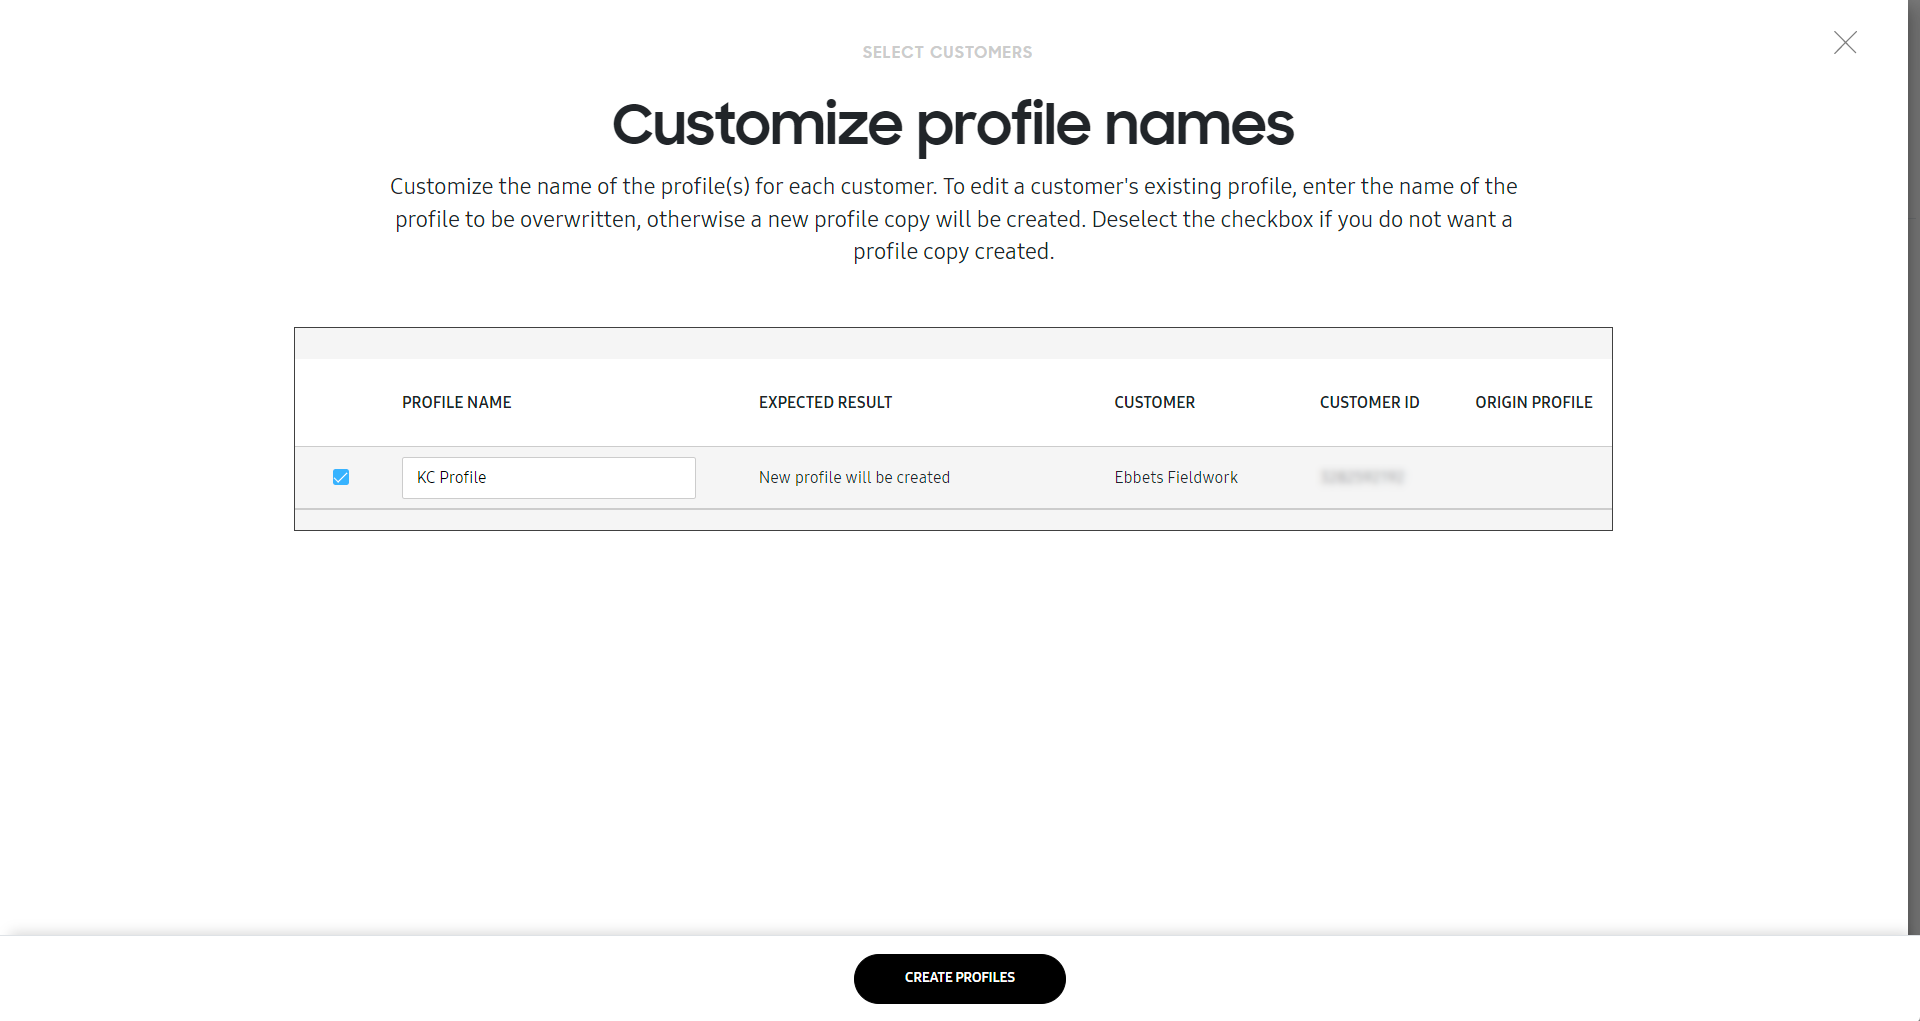 SELECT CUSTOMERS
Customize profile names
Customize the name of the profile(s) for each customer. To edit a customer's existing profile, enter the name of the
profile to be overwritten, otherwise a new profile copy will be created. Deselect the checkbox if you do not want a
profile copy created.
PROFILE NAME EXPECTED RESULT CUSTOMER CUSTOMER ID ORIGIN PROFILE
KC Profile New profile will be created Ebbets Fieldwork
CREATE PROFILES